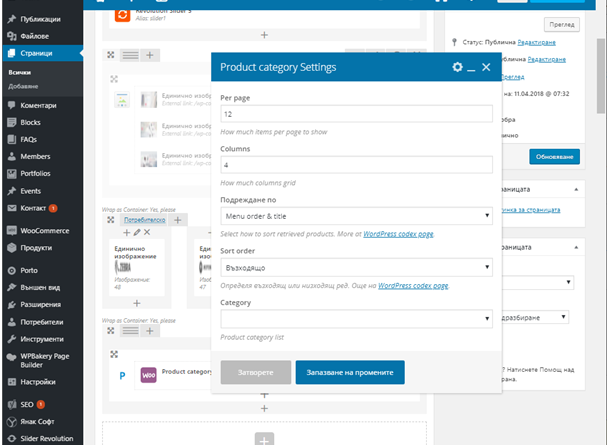 Публикации
Файлове
Страници
Всички
Добавяне
Коментари
Blocks
FAQs
Members
Portfolios
Events
Контакт 1
WooCommerce
Продукти
Porto
Външен вид
Разширения
Потребители
Инструменти
WPBakery Page
Builder
Настройки
SEO 1
Янак Софт
Slider Revolution
Revolution Slider 5
Alias: slider1
Единично изобр
External link: /wp-co
Единично изобр
External link: /wp-co
Единично изобр
External link: /wp-co
Wrap as Container: Yes, please
Потребителско
Единично
изображение
Изображение:
48
Изображение:
47
Wrap as Container: Yes, please
Product category
Product category Settings
Per page
12
How much items per page to show
Columns
4
How much columns grid
Подреждане по
Menu order & title
Select how to sort retrieved products. More at WordPress codex page.
Sort order
Възходящо
Определя възходящ или низходящ ред. Още на WordPress codex page.
Category
Product category list
Затворете
Запазване на промените
Преглед
Статус: Публична Редактиране
Публична Редактиране
Преглед
на: 11.04.2018 @ 07:32
обра
ично
Обновяване
раницата
очка за страницата
раницата
дразбиране
? Натиснете Помощ над
рана.